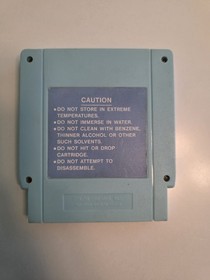 CAUTION
•DO NOT STORE IN EXTREME
TEMPERATURES.
•DO NOT IMMERSE IN WATER.
•DO NOT CLEAN WITH BENZENE,
THINNER ALCOHOL OR OTHER
SUCH SOLVENTS.
•DO NOT HIT OR DROP
CARTRIDGE.
•DO NOT ATTEMPT TO
DISASSEMBLE.